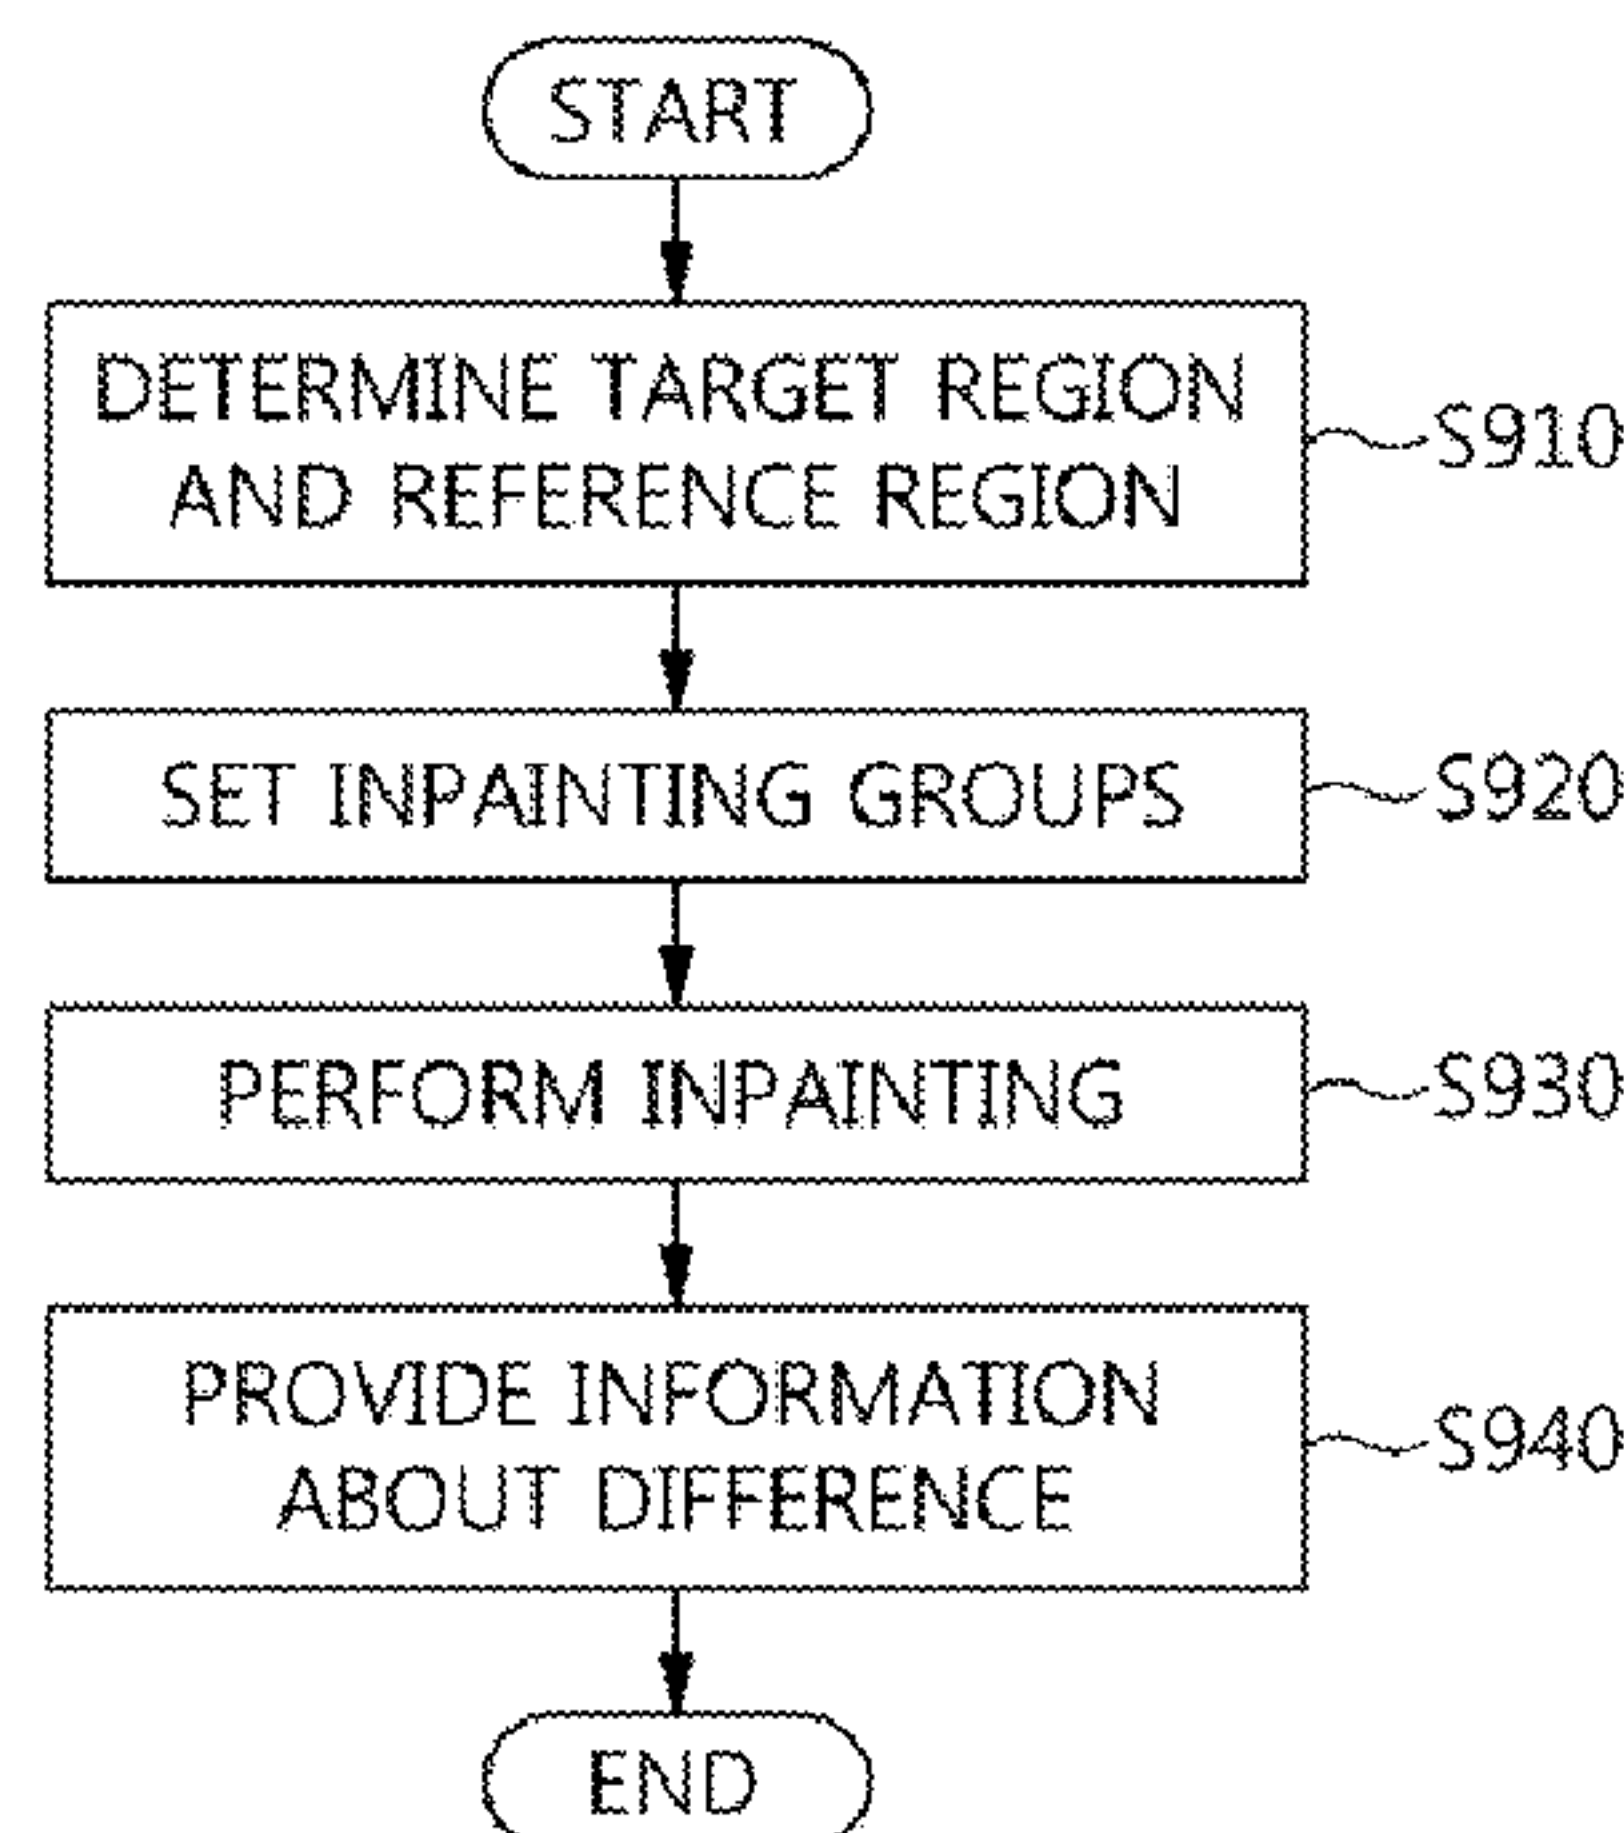 START
DETERMINE TARGET REGION
AND REFERENCE REGION
S910
SET INPAINTING GROUPS
S920
PERFORM INPAINTING
S930
PROVIDE INFORMATION
ABOUT DIFFERENCE
S940
END